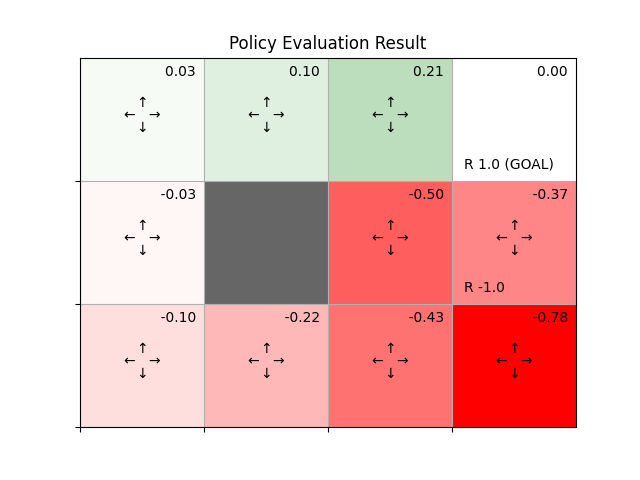 Policy Evaluation Result
0.03 0.10 0.21 0.00
↑ ↑ ↑
← → ← → ← →
↓ ↓ ↓
R 1.0 (GOAL)
-0.03 -0.50 -0.37
↑ ↑ ↑
← → ← → ← →
↓ ↓ ↓
R -1.0
-0.10 -0.22 -0.43 -0.78
↑ ↑ ↑ ↑
← → ← → ← → ← →
↓ ↓ ↓ ↓